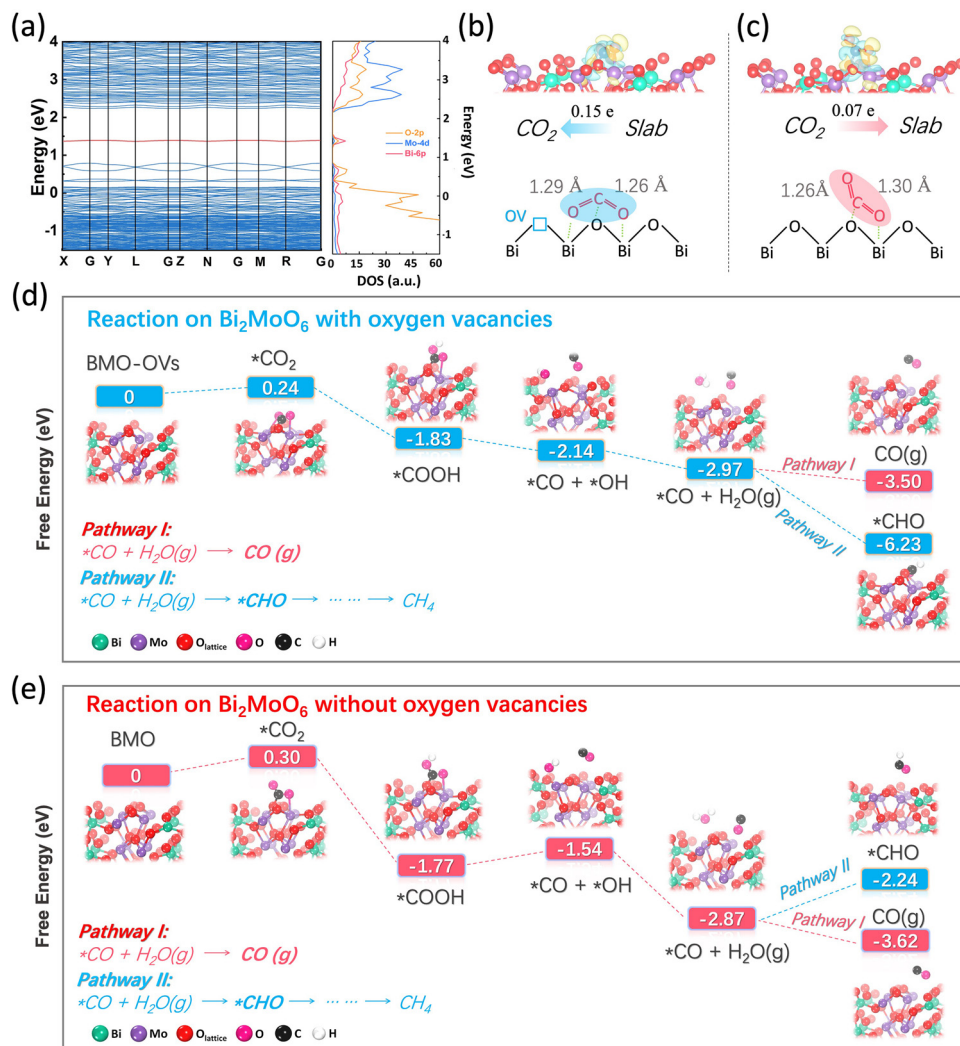 (a)
4
3
2
1
0
-1
Energy (eV)
X G Y L G Z N G M R G
4
3
2
1
0
-1
Energy (eV)
O-2p
Mo-4d
Bi-6p
0 15 30 45 60
DOS (a.u.)
(b)
0.15 e
CO₂ Slab
1.29 Å 1.26 Å
C
O O
OV
O O
Bi Bi Bi Bi
(c)
0.07 e
CO₂ Slab
1.26Å 1.30 Å
O
C
O
O O O
Bi Bi Bi Bi
(d)
Reaction on Bi₂MoO₆ with oxygen vacancies
Free Energy (eV)
BMO-OVs
0
*CO₂
0.24
-1.83
*COOH
-2.14
*CO + *OH
-2.97
*CO + H₂O(g)
Pathway I
CO(g)
-3.50
Pathway II
*CHO
-6.23
Pathway I:
*CO + H₂O(g) → CO (g)
Pathway II:
*CO + H₂O(g) → *CHO → ··· ··· → CH₄
Bi Mo O lattice O C H
(e)
Reaction on Bi₂MoO₆ without oxygen vacancies
Free Energy (eV)
BMO
0
*CO₂
0.30
-1.77
*COOH
-1.54
*CO + *OH
-2.87
*CO + H₂O(g)
Pathway II
*CHO
-2.24
Pathway I
CO(g)
-3.62
Pathway I:
*CO + H₂O(g) → CO (g)
Pathway II:
*CO + H₂O(g) → *CHO → ··· ··· → CH₄
Bi Mo O lattice O C H